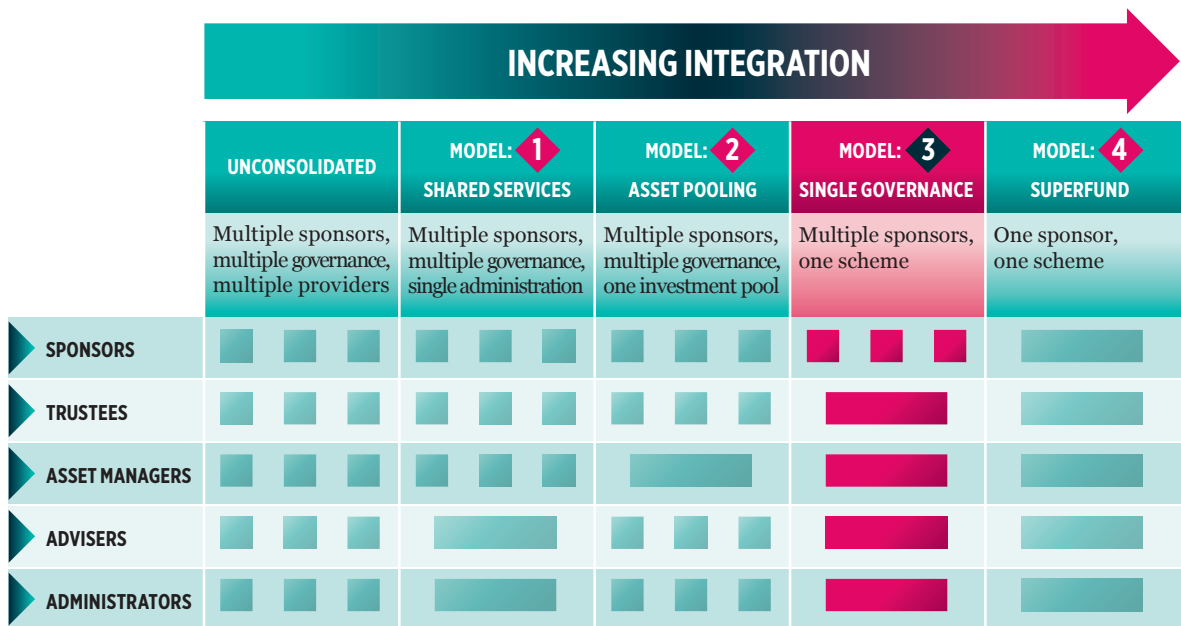 INCREASING INTEGRATION
UNCONSOLIDATED
MODEL: 1
SHARED SERVICES
MODEL: 2
ASSET POOLING
MODEL: 3
SINGLE GOVERNANCE
MODEL: 4
SUPERFUND
Multiple sponsors,
multiple governance,
multiple providers
Multiple sponsors,
multiple governance,
single administration
Multiple sponsors,
multiple governance,
one investment pool
Multiple sponsors,
one scheme
One sponsor,
one scheme
SPONSORS
TRUSTEES
ASSET MANAGERS
ADVISERS
ADMINISTRATORS